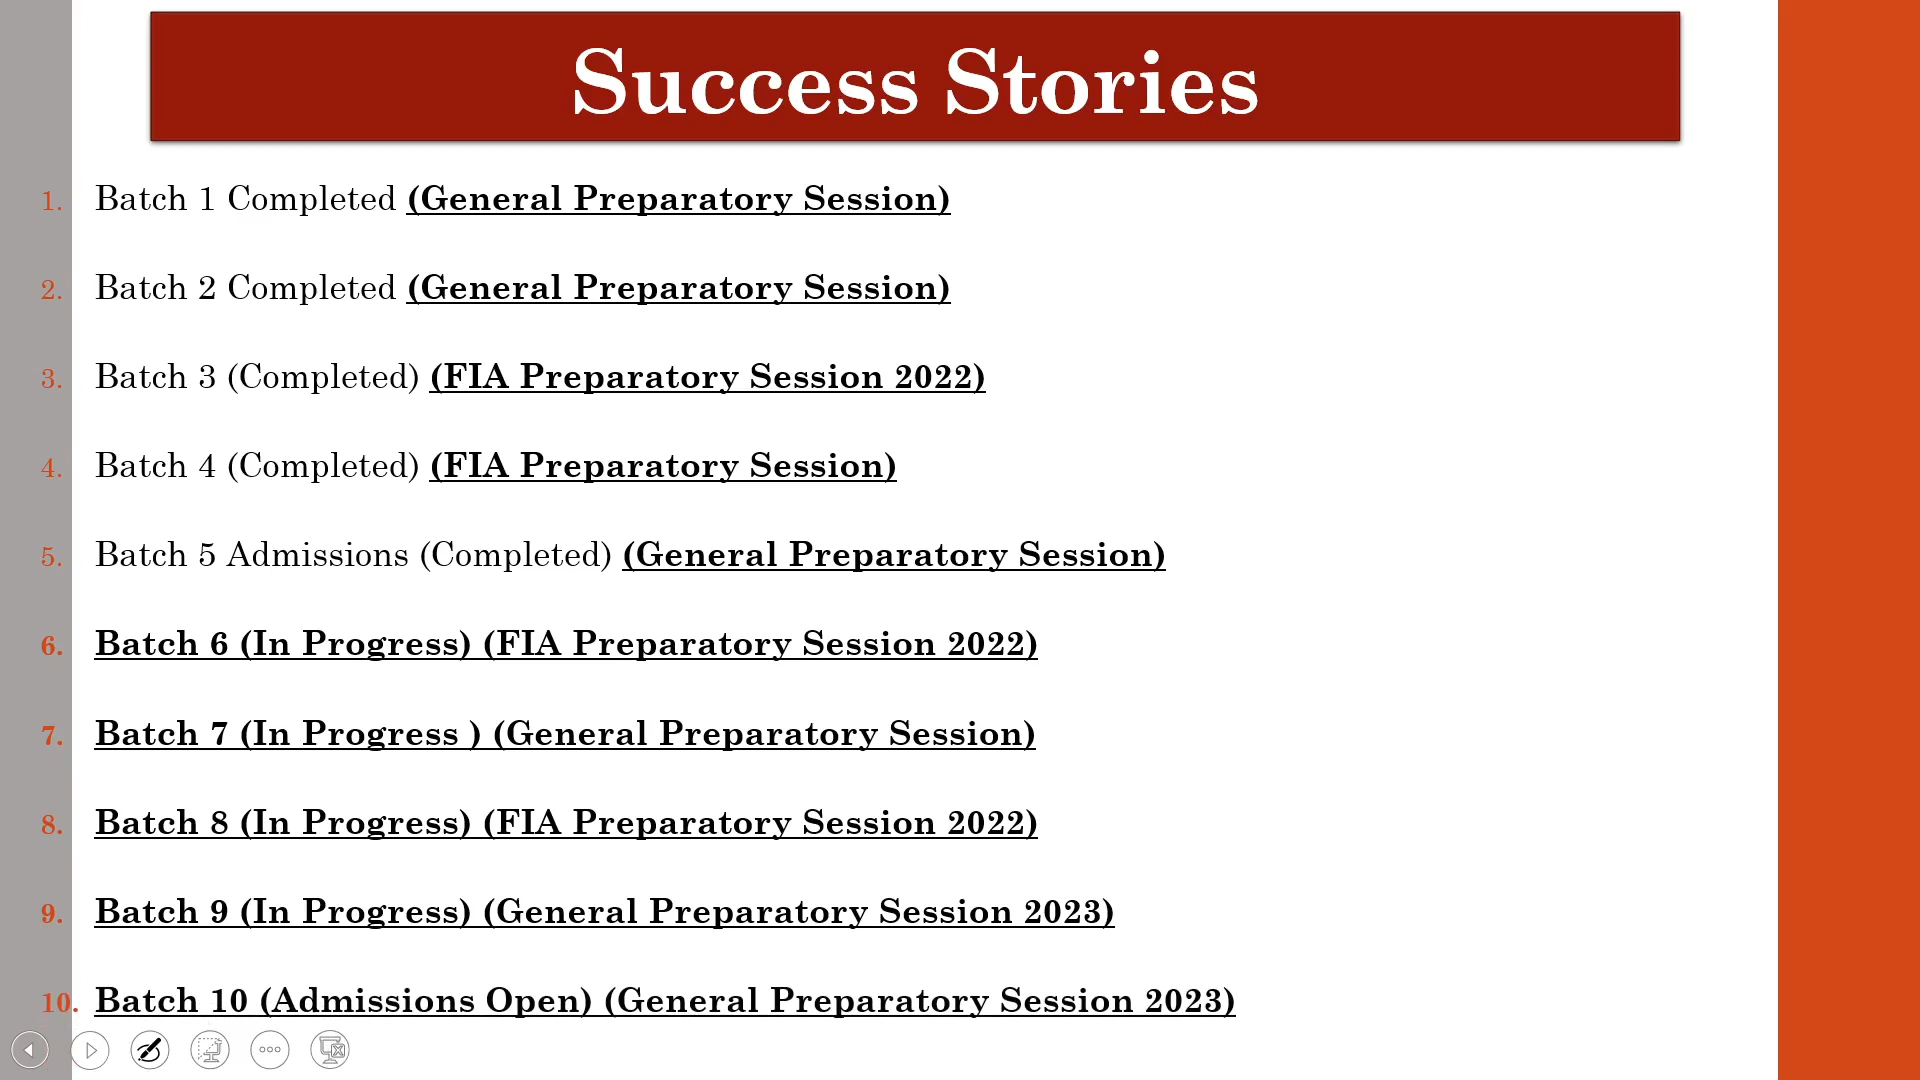 Success Stories
1. Batch 1 Completed (General Preparatory Session)
2. Batch 2 Completed (General Preparatory Session)
3. Batch 3 (Completed) (FIA Preparatory Session 2022)
4. Batch 4 (Completed) (FIA Preparatory Session)
5. Batch 5 Admissions (Completed) (General Preparatory Session)
6. Batch 6 (In Progress) (FIA Preparatory Session 2022)
7. Batch 7 (In Progress ) (General Preparatory Session)
8. Batch 8 (In Progress) (FIA Preparatory Session 2022)
9. Batch 9 (In Progress) (General Preparatory Session 2023)
10. Batch 10 (Admissions Open) (General Preparatory Session 2023)